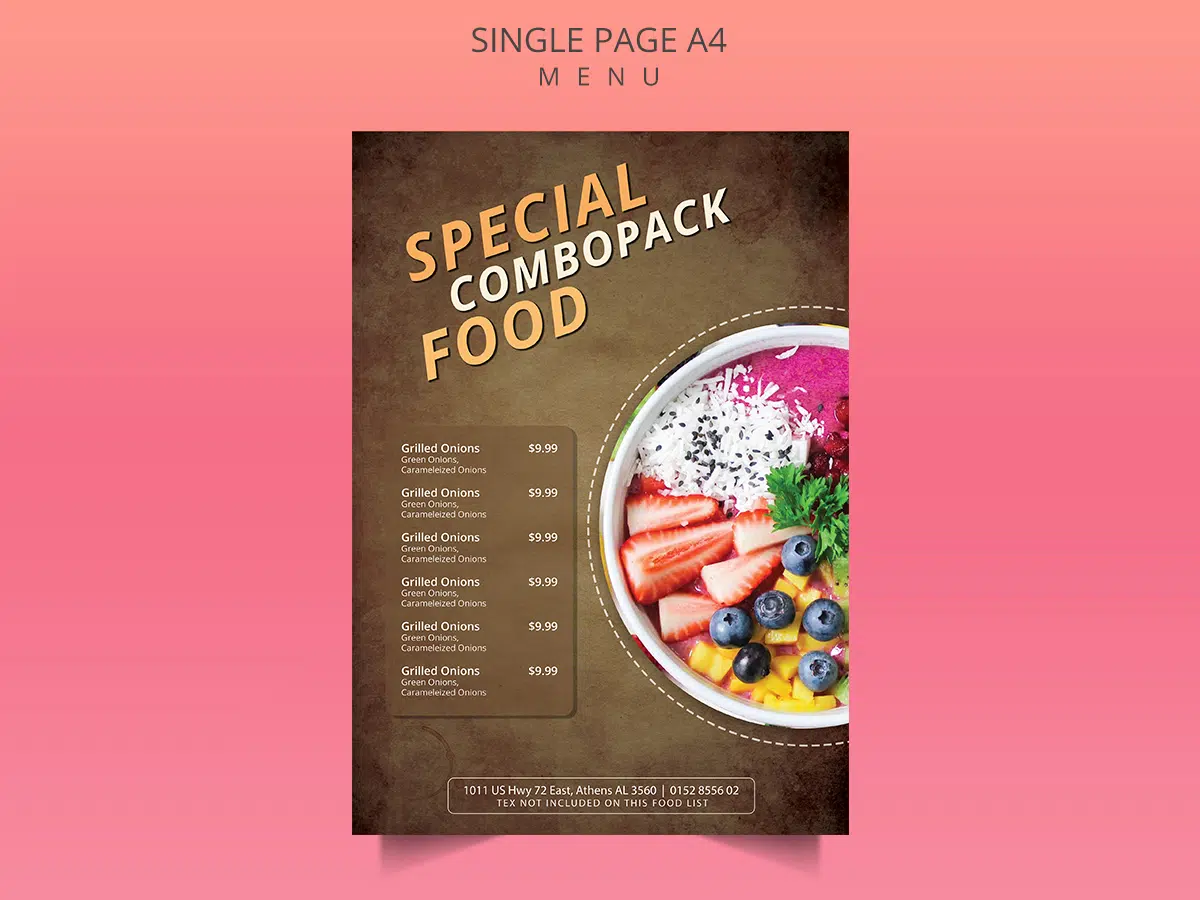 SINGLE PAGE A4
MENU
SPECIAL
COMBOPACK
FOOD
Grilled Onions $9.99
Green Onions,
Carameleized Onions
Grilled Onions $9.99
Green Onions,
Carameleized Onions
Grilled Onions $9.99
Green Onions,
Carameleized Onions
Grilled Onions $9.99
Green Onions,
Carameleized Onions
Grilled Onions $9.99
Green Onions,
Carameleized Onions
Grilled Onions $9.99
Green Onions,
Carameleized Onions
1011 US Hwy 72 East, Athens AL 3560 | 0152 8556 02
TEX NOT INCLUDED ON THIS FOOD LIST